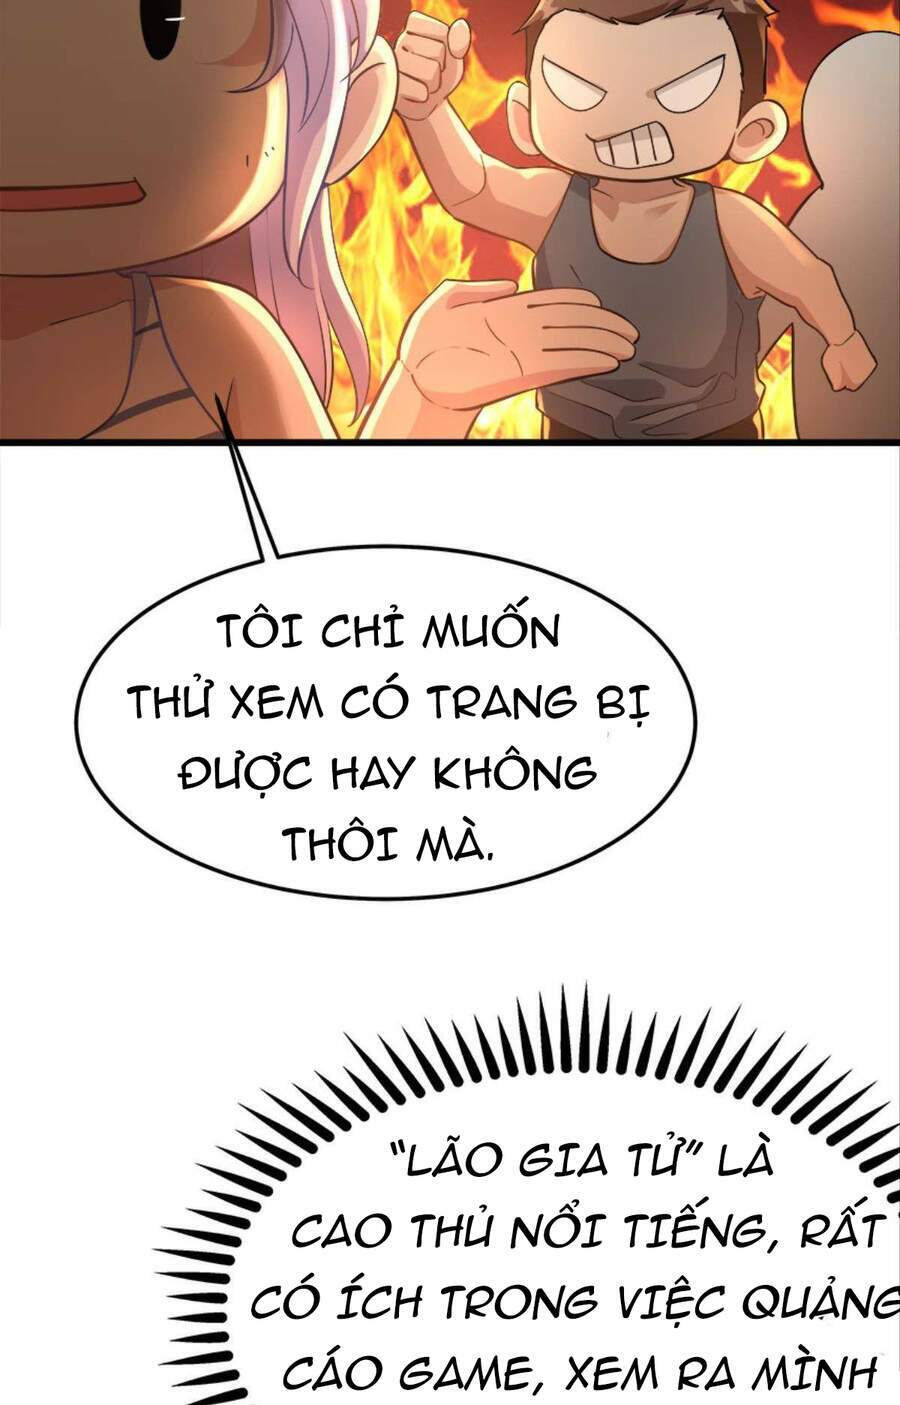 TÔI CHỈ MUỐN
THỬ XEM CÓ TRANG BỊ
ĐƯỢC HAY KHÔNG
THÔI MÀ.
"LÃO GIA TỬ" LÀ
CAO THỦ NỔI TIẾNG, RẤT
CÓ ÍCH TRONG VIỆC QUẢNG
CÁO GAME, XEM RA MÌNH